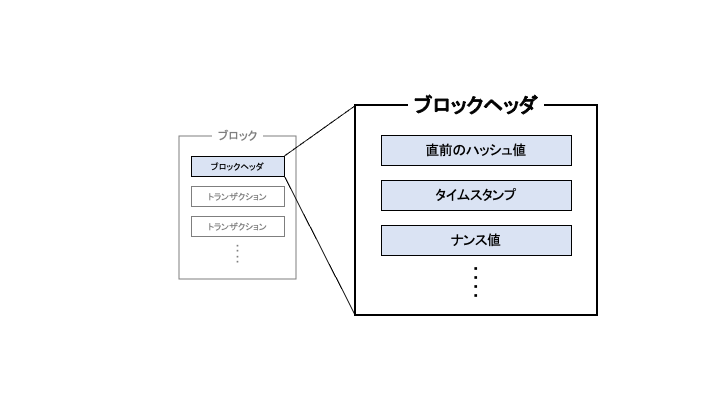 ブロック
ブロックヘッダ
トランザクション
トランザクション
ブロックヘッダ
直前のハッシュ値
タイムスタンプ
ナンス値